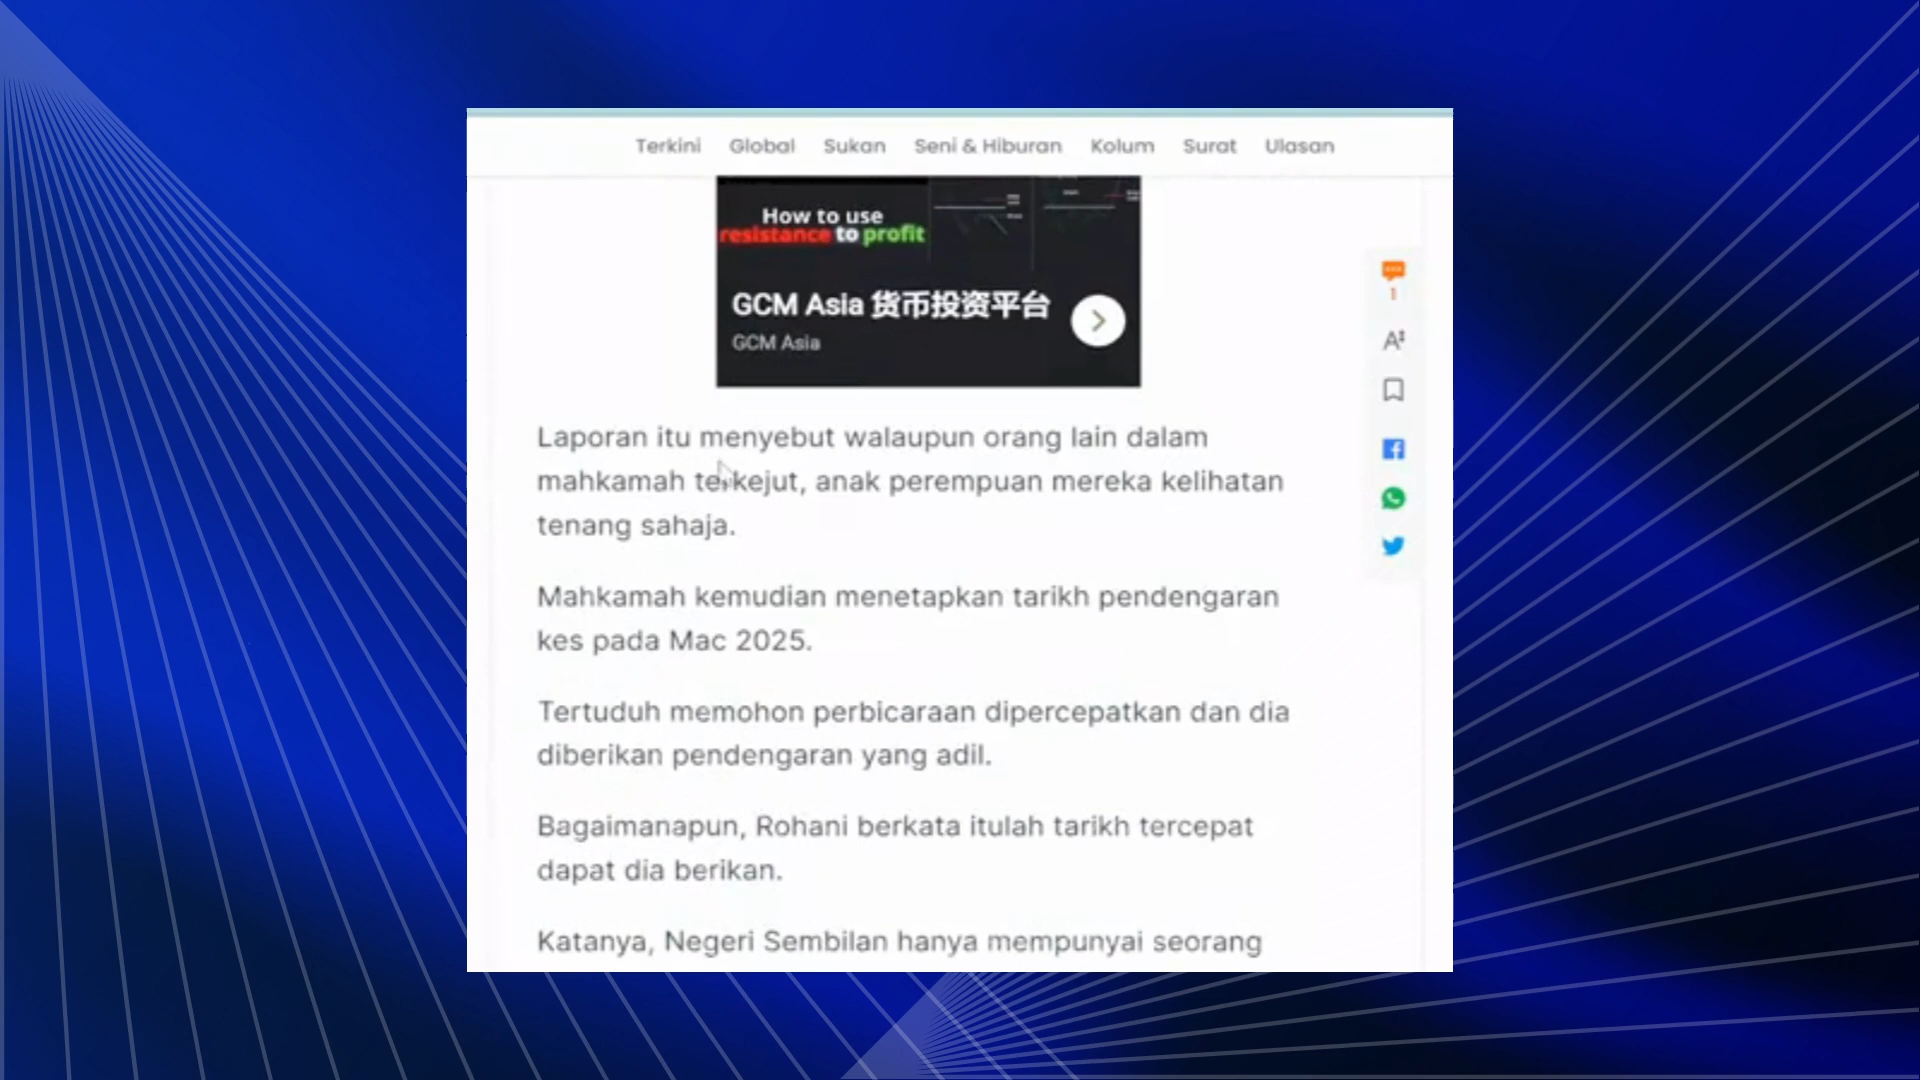 Terkini Global Sukan Seni & Hiburan Kolum Surat Ulasan
How to use
resistance to profit
GCM Asia 货币投资平台
GCM Asia
1
Laporan itu menyebut walaupun orang lain dalam
mahkamah terkejut, anak perempuan mereka kelihatan
tenang sahaja.
Mahkamah kemudian menetapkan tarikh pendengaran
kes pada Mac 2025.
Tertuduh memohon perbicaraan dipercepatkan dan dia
diberikan pendengaran yang adil.
Bagaimanapun, Rohani berkata itulah tarikh tercepat
dapat dia berikan.
Katanya, Negeri Sembilan hanya mempunyai seorang